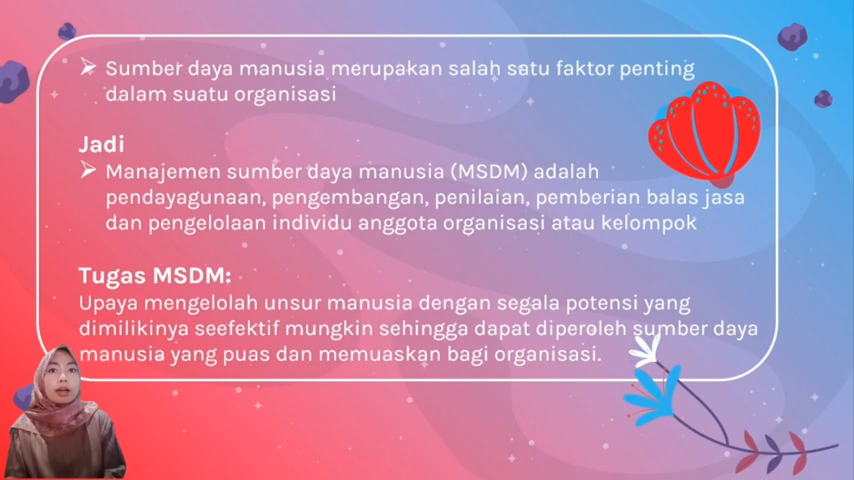 ➢ Sumber daya manusia merupakan salah satu faktor penting
dalam suatu organisasi
Jadi
➢ Manajemen sumber daya manusia (MSDM) adalah
pendayagunaan, pengembangan, penilaian, pemberian balas jasa
dan pengelolaan individu anggota organisasi atau kelompok
Tugas MSDM:
Upaya mengelolah unsur manusia dengan segala potensi yang
dimilikinya seefektif mungkin sehingga dapat diperoleh sumber daya
manusia yang puas dan memuaskan bagi organisasi.